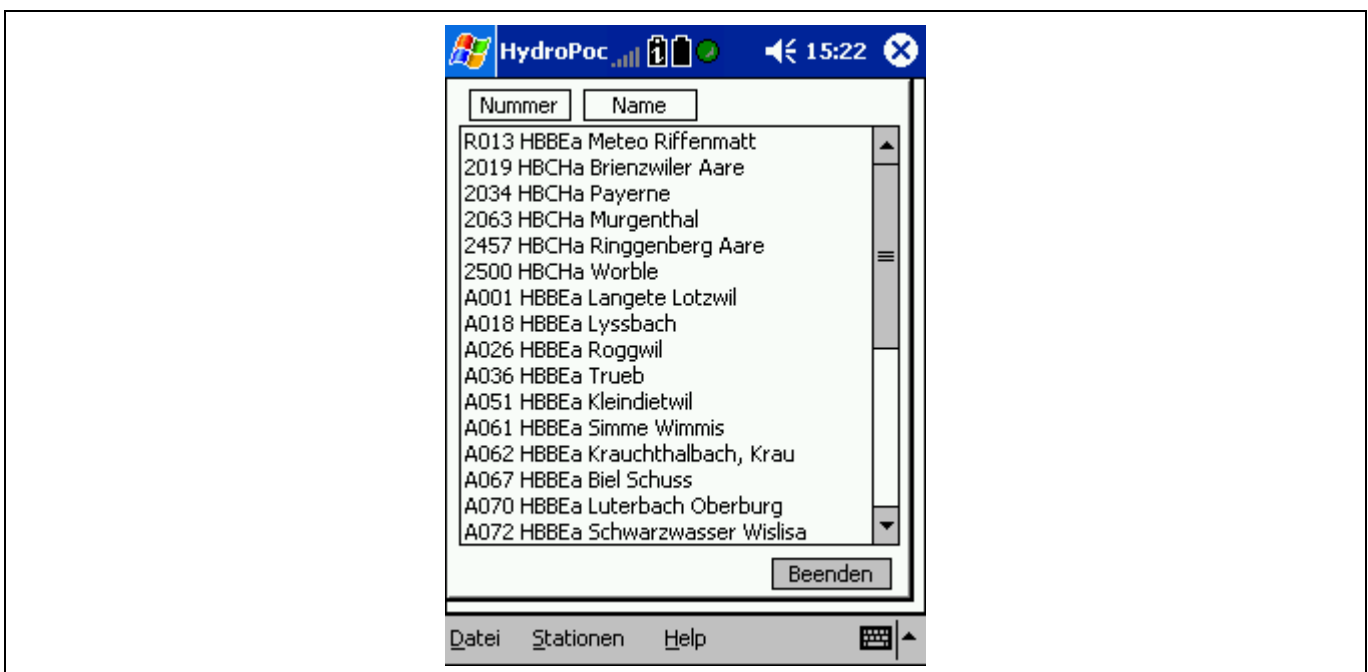 HydroPoc 15:22
Nummer Name
R013 HBBEa Meteo Riffenmatt
2019 HBCHa Brienzwiler Aare
2034 HBCHa Payerne
2063 HBCHa Murgenthal
2457 HBCHa Ringgenberg Aare
2500 HBCHa Worble
A001 HBBEa Langete Lotzwil
A018 HBBEa Lyssbach
A026 HBBEa Roggwil
A036 HBBEa Trueb
A051 HBBEa Kleindietwil
A061 HBBEa Simme Wimmis
A062 HBBEa Krauchthalbach, Krau
A067 HBBEa Biel Schuss
A070 HBBEa Luterbach Oberburg
A072 HBBEa Schwarzwasser Wislisa
Beenden
Datei Stationen Help